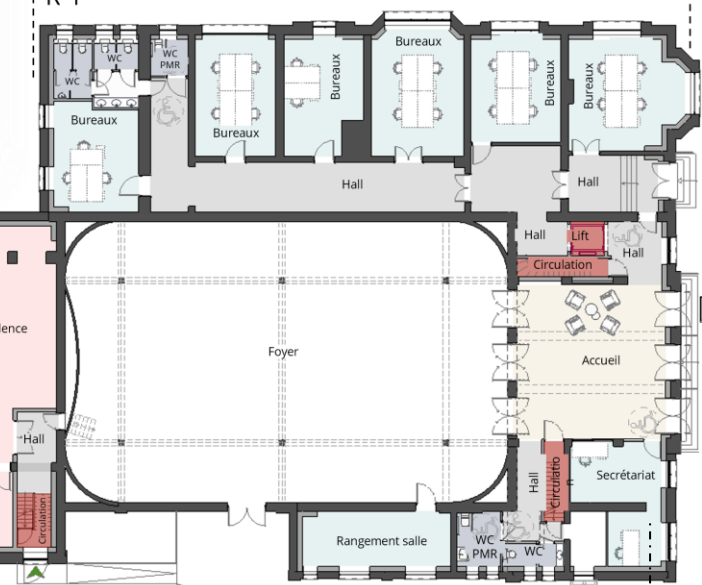 WC
WC
WC
PMR
Bureaux
Bureaux
Bureaux
Bureaux
Bureaux
Bureaux
Hall
Hall
Hall
Lift
Hall
Circulation
Foyer
Accueil
lence
Hall
Circulation
Hall
Circulatio
n
Secrétariat
Rangement salle
WC
PMR
WC